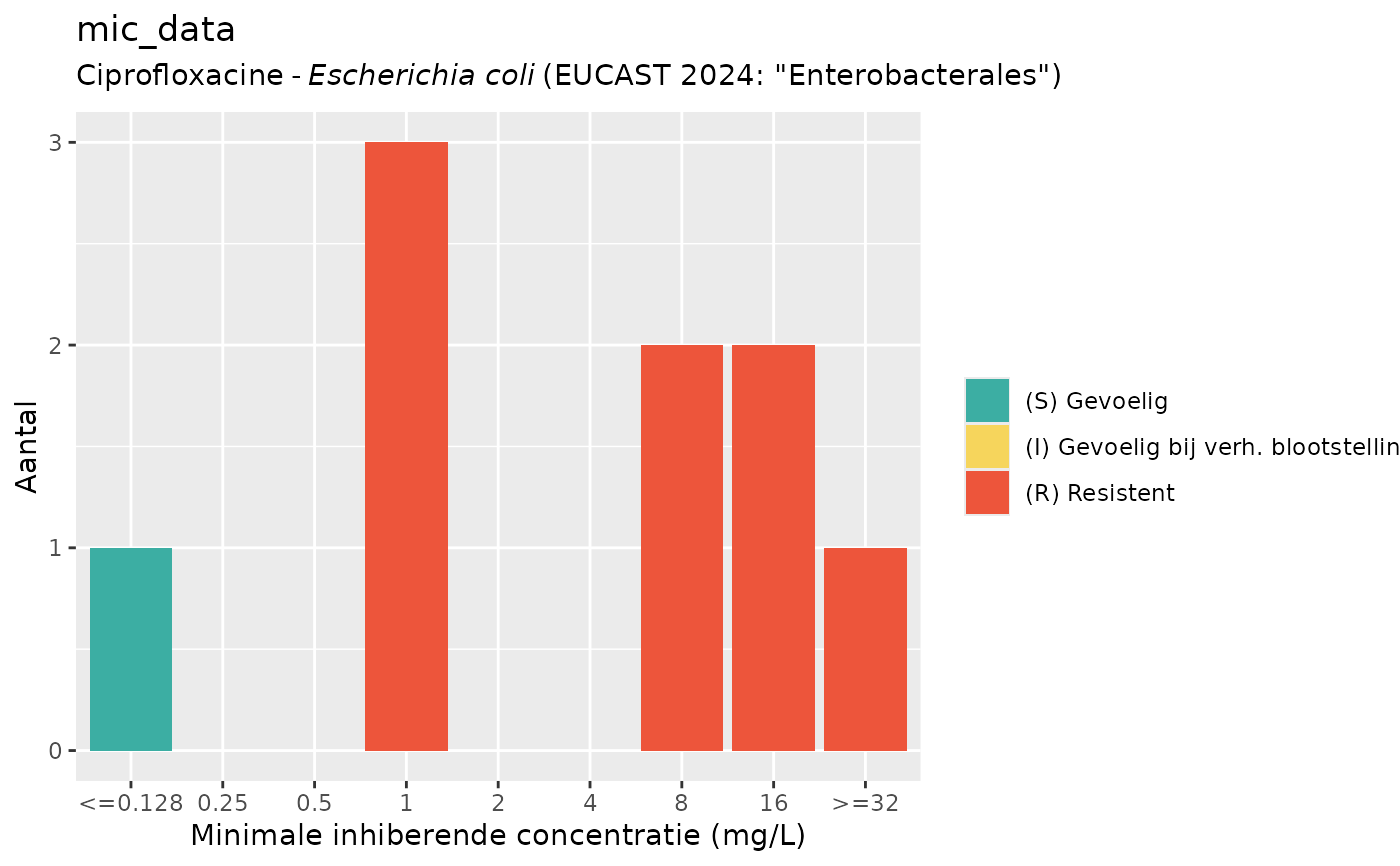 mic_data
Ciprofloxacine - Escherichia coli (EUCAST 2024: "Enterobacterales")
3
2
1
0
Aantal
<=0.128 0.25 0.5 1 2 4 8 16 >=32
Minimale inhiberende concentratie (mg/L)
(S) Gevoelig
(I) Gevoelig bij verh. blootstellin
(R) Resistent